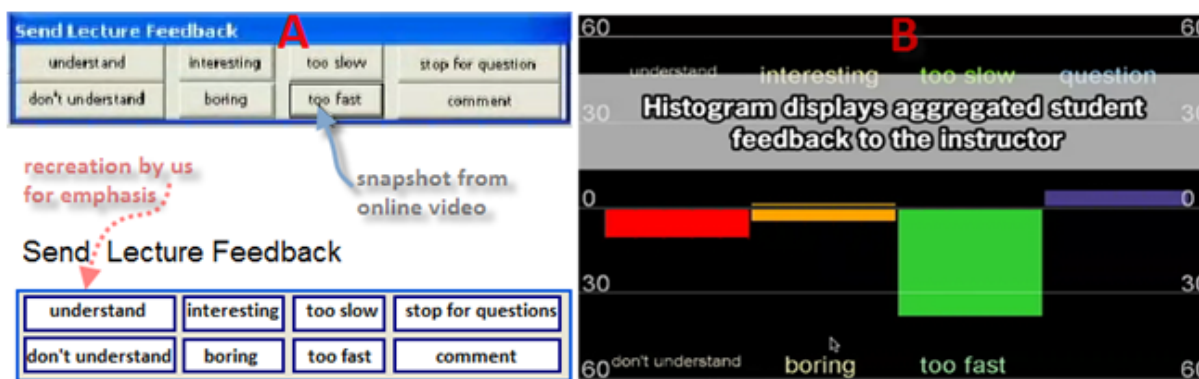 Send Lecture Feedback
A
understand interesting too slow stop for question
don't understand boring too fast comment
recreation by us
for emphasis
snapshot from
online video
Send Lecture Feedback
understand interesting too slow stop for questions
don't understand boring too fast comment
60 B 60
understand interesting too slow question
Histogram displays aggregated student
feedback to the instructor
30 30
0 0
30 30
don't understand boring too fast
60 60